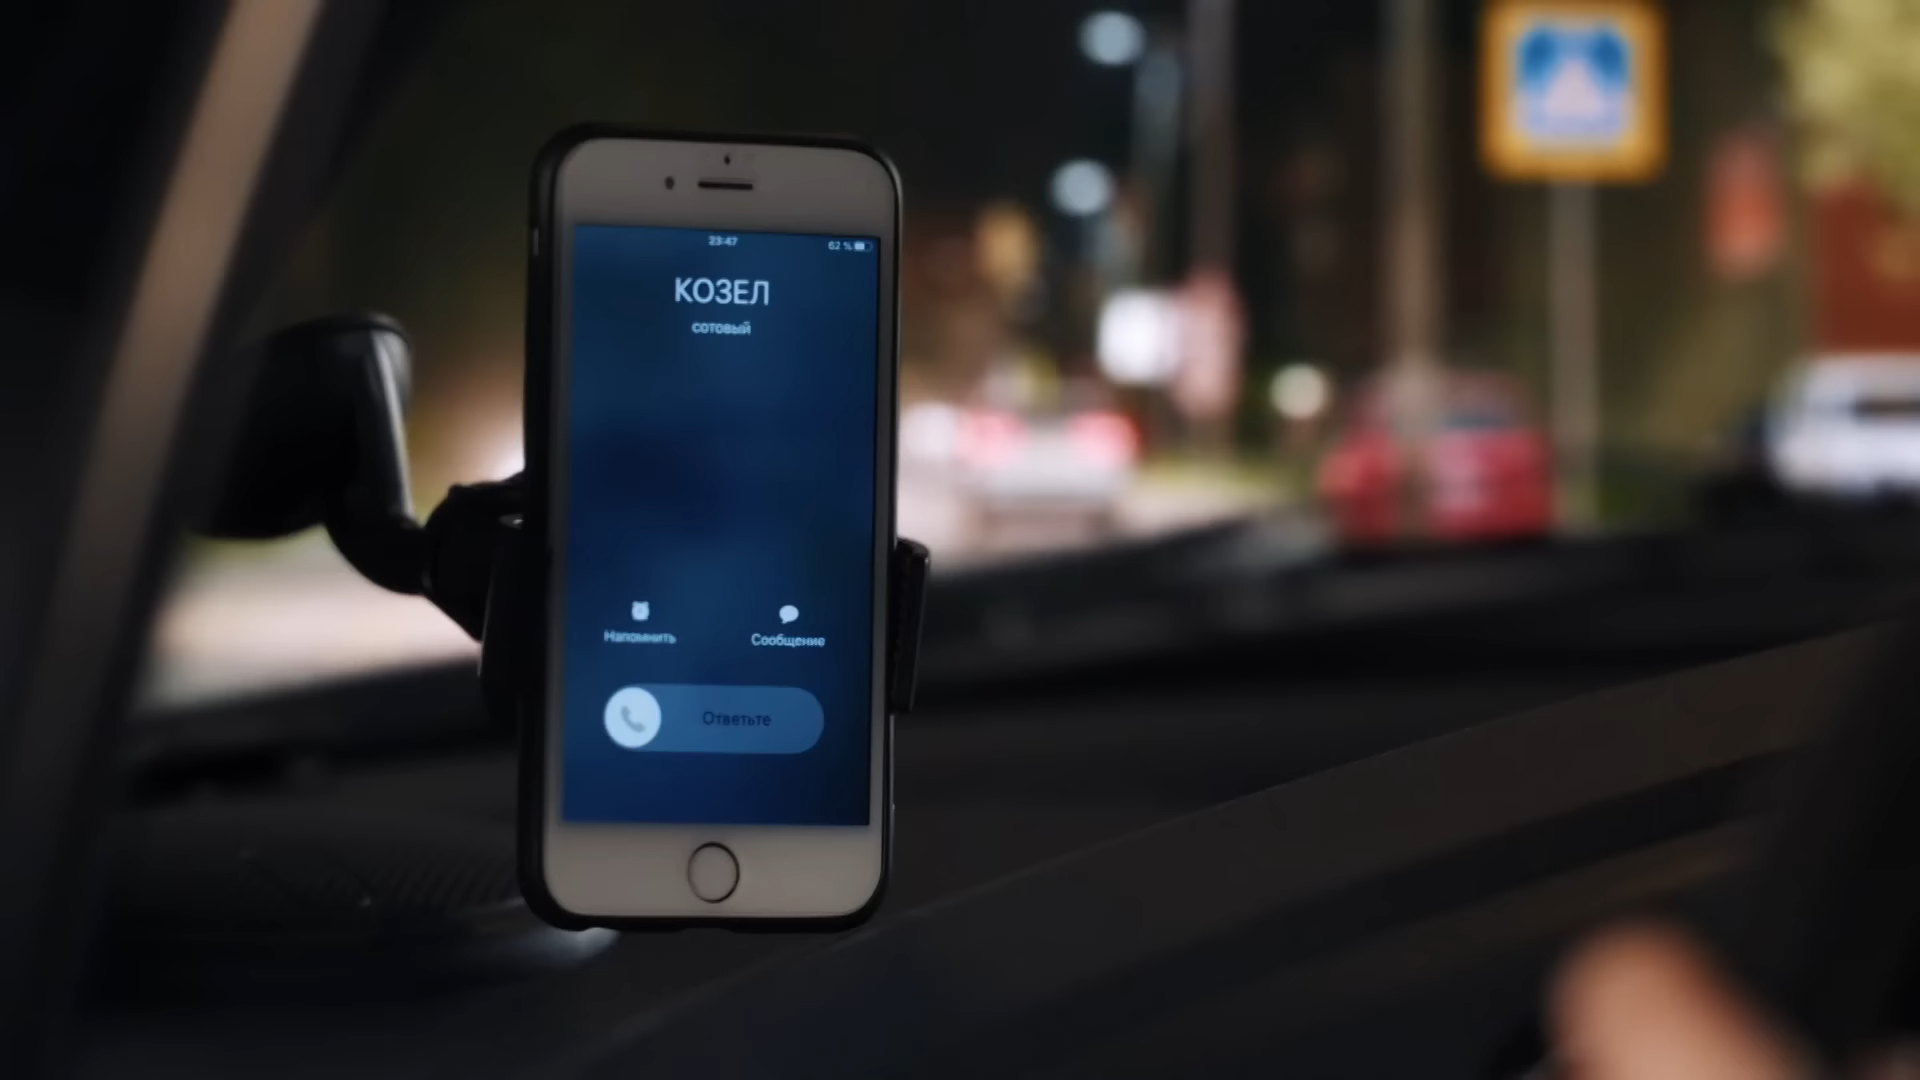 23:47
62 %
КОЗЕЛ
сотовый
Напомнить
Сообщение
Ответьте